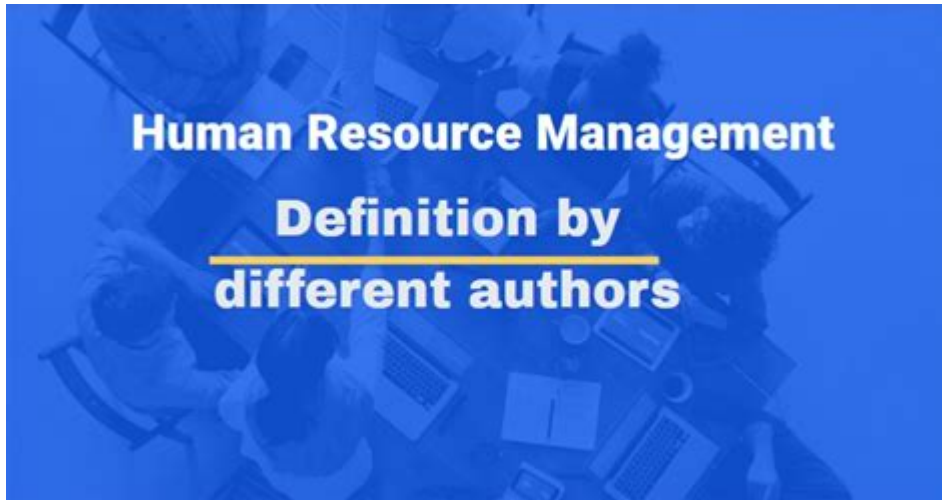 Human Resource Management
Definition by
different authors